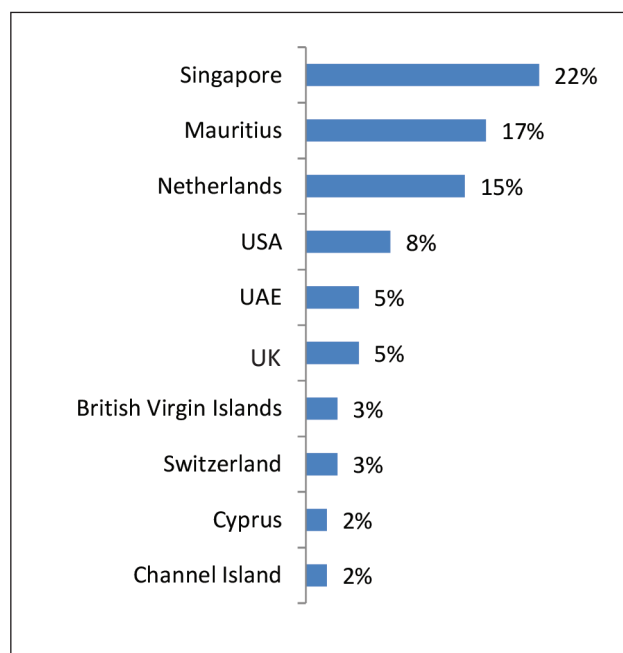 Singapore 22%
Mauritius 17%
Netherlands 15%
USA 8%
UAE 5%
UK 5%
British Virgin Islands 3%
Switzerland 3%
Cyprus 2%
Channel Island 2%